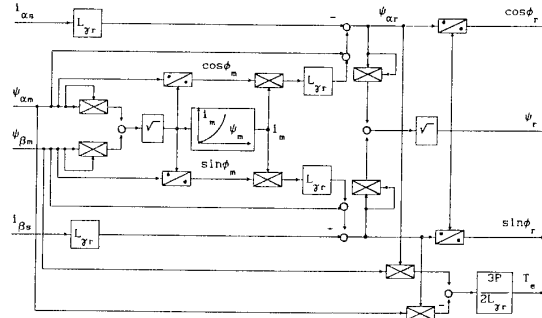 i_αs
L_γr
-
ψ_αr
cosϕ_r
cosϕ_m
L_γr
ψ_αm
√
i_m
ψ_m
i_m
√
ψ_r
ψ_βm
sinϕ_m
L_γr
i_βs
L_γr
-
sinϕ_r
-
3P
2L_γr
T_e